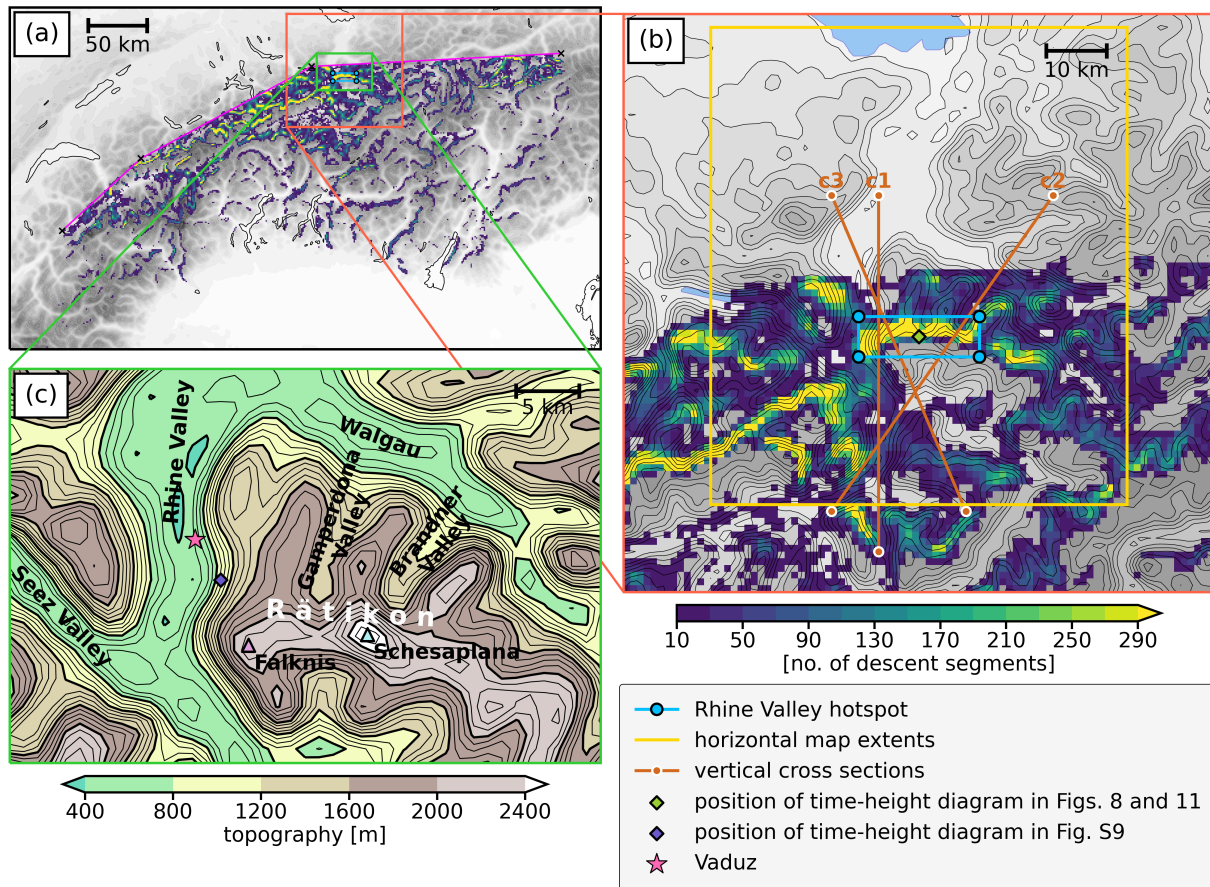 (a)
50 km
(b)
10 km
c3 c1 c2
(c)
5 km
Rhine Valley
Walgau
Gamperdona
Valley
Brandner
Valley
Seez Valley
Rätikon
Falknis
Schesaplana
400 800 1200 1600 2000 2400
topography [m]
10 50 90 130 170 210 250 290
[no. of descent segments]
Rhine Valley hotspot
horizontal map extents
vertical cross sections
position of time-height diagram in Figs. 8 and 11
position of time-height diagram in Fig. S9
Vaduz